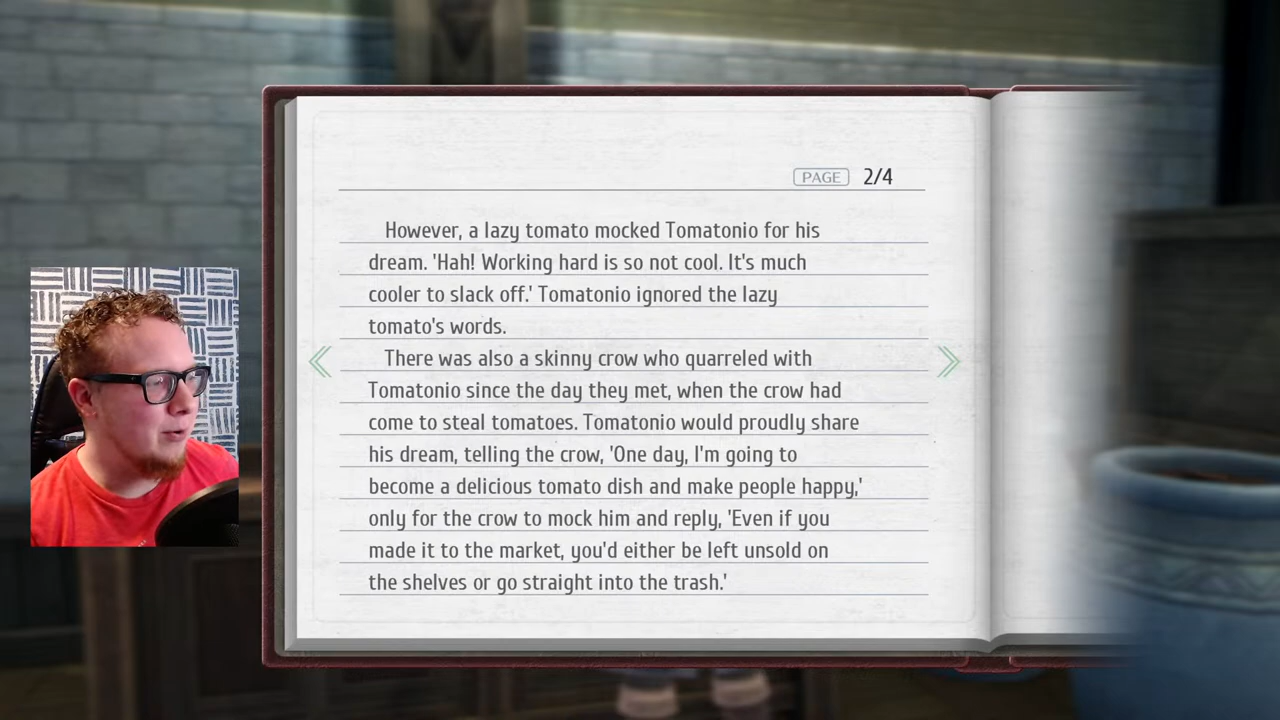 PAGE 2/4
However, a lazy tomato mocked Tomatonio for his
dream. 'Hah! Working hard is so not cool. It's much
cooler to slack off.' Tomatonio ignored the lazy
tomato's words.
There was also a skinny crow who quarreled with
Tomatonio since the day they met, when the crow had
come to steal tomatoes. Tomatonio would proudly share
his dream, telling the crow, 'One day, I'm going to
become a delicious tomato dish and make people happy,'
only for the crow to mock him and reply, 'Even if you
made it to the market, you'd either be left unsold on
the shelves or go straight into the trash.'